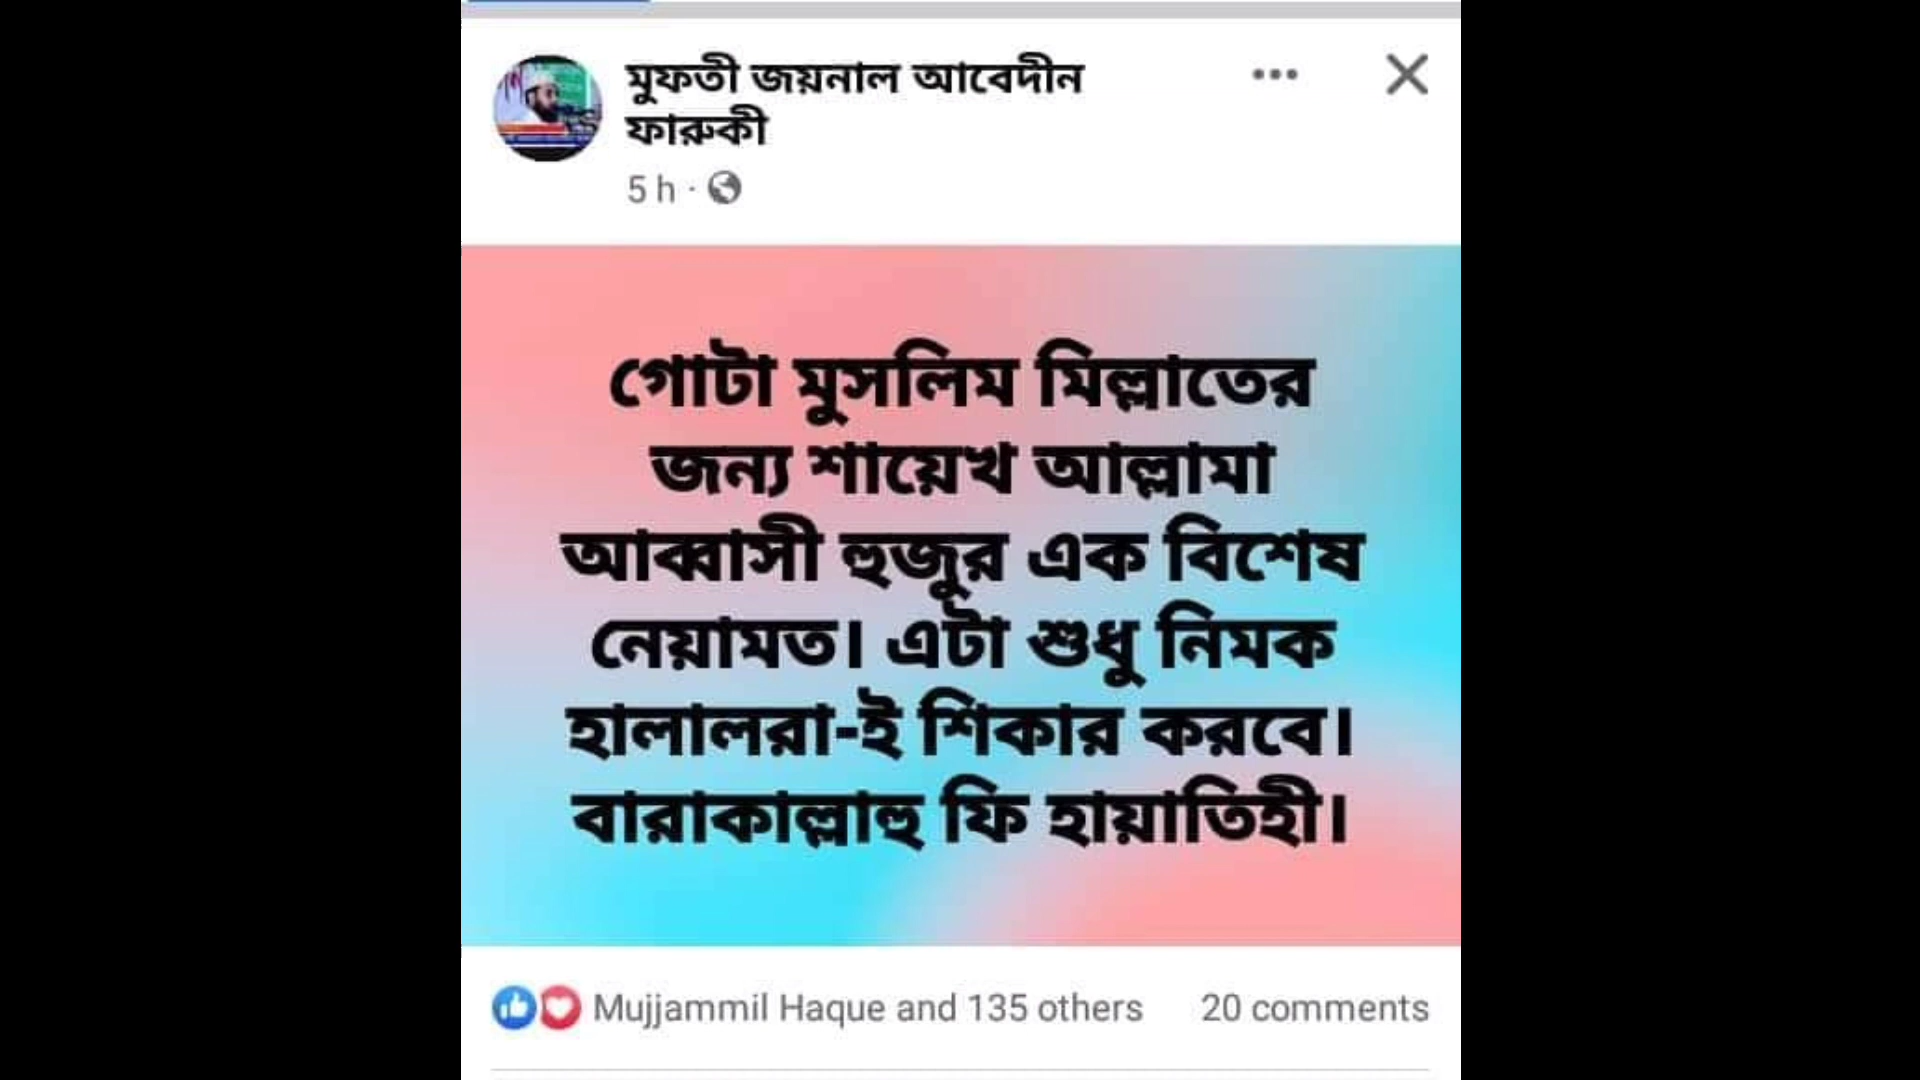 মুফতী জয়নাল আবেদীন
ফারুকী
5 h ·
গোটা মুসলিম মিল্লাতের
জন্য শায়েখ আল্লামা
আব্বাসী হুজুর এক বিশেষ
নেয়ামত। এটা শুধু নিমক
হালালরা-ই শিকার করবে।
বারাকাল্লাহু ফি হায়াতিহী।
Mujjammil Haque and 135 others 20 comments